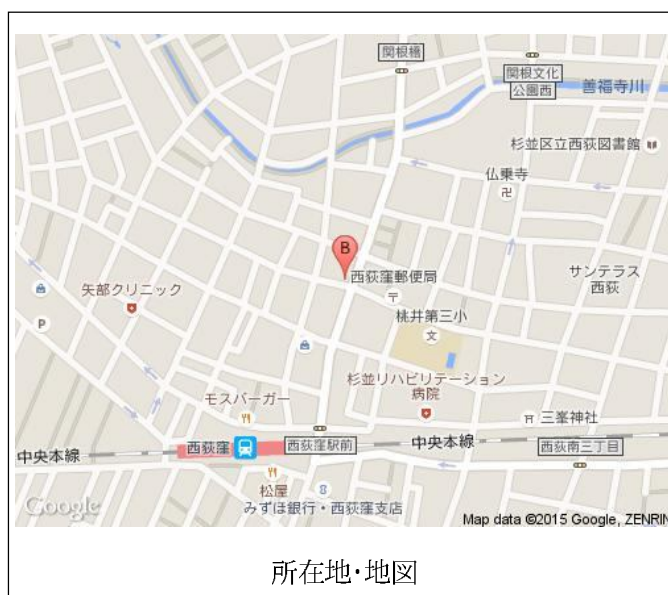 関根橋
関根文化
公園西
善福寺川
杉並区立西荻図書館
仏乗寺
B
西荻窪郵便局
サンテラス
西荻
矢部クリニック
P
桃井第三小
文
杉並リハビリテーション
病院
モスバーガー
三峯神社
西荻窪
西荻窪駅前
中央本線
西荻南三丁目
中央本線
松屋
みずほ銀行・西荻窪支店
Google
Map data ©2015 Google, ZENRIN
所在地・地図